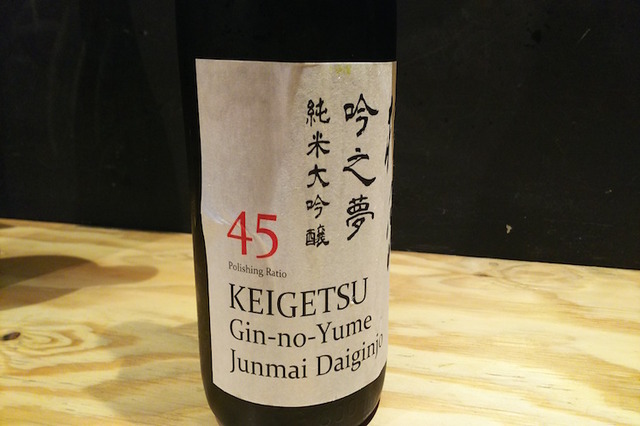 吟之夢
純米大吟醸
45
Polishing Ratio
KEIGETSU
Gin-no-Yume
Junmai Daiginjo